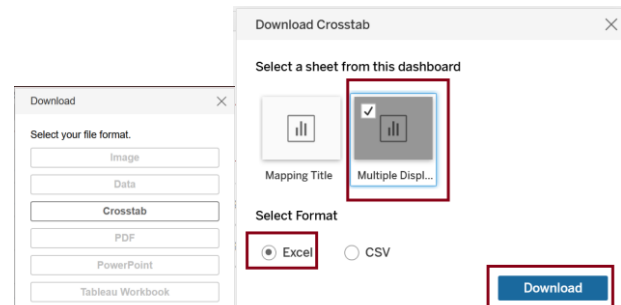 Download
Select your file format.
Image
Data
Crosstab
PDF
PowerPoint
Tableau Workbook
Download Crosstab
Select a sheet from this dashboard
Mapping Title
Multiple Displ...
Select Format
Excel
CSV
Download